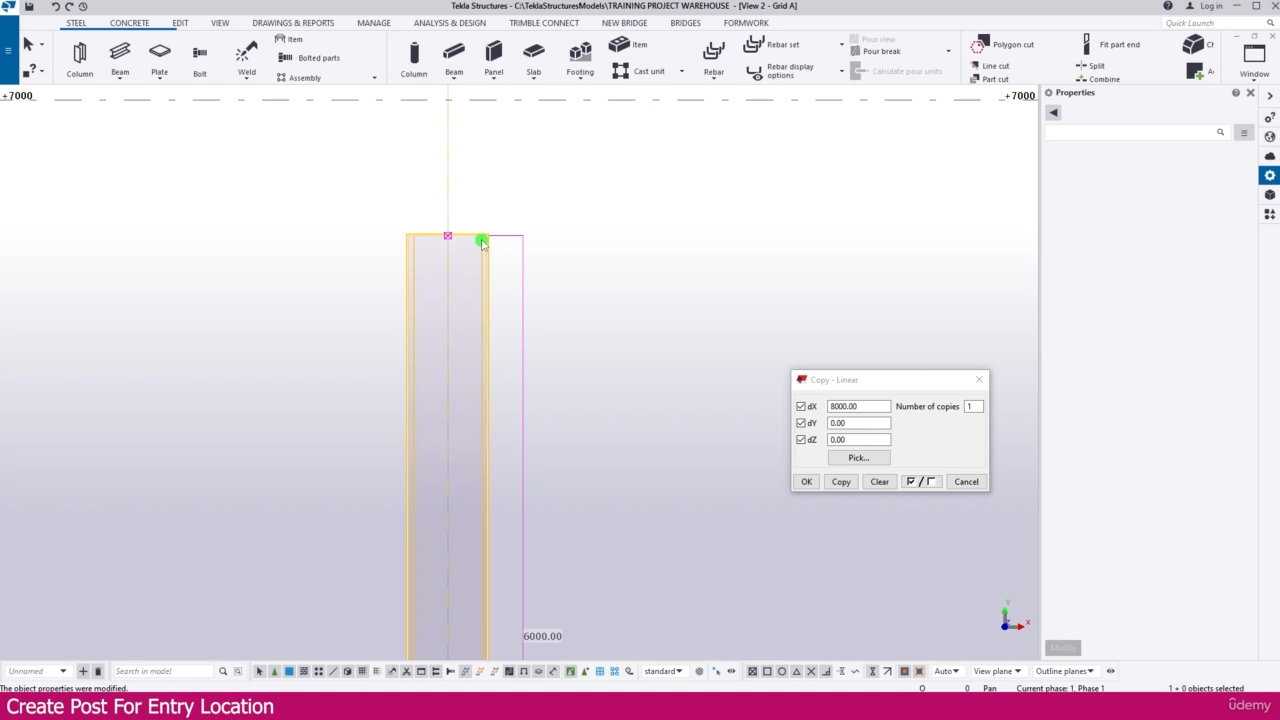 Tekla Structures - C:\TeklaStructuresModels\TRAINING PROJECT WAREHOUSE - [View 2 - Grid A]
Log in
STEEL CONCRETE EDIT VIEW DRAWINGS & REPORTS MANAGE ANALYSIS & DESIGN TRIMBLE CONNECT NEW BRIDGE BRIDGES FORMWORK
Quick Launch
Column Beam Plate Bolt Weld
Item
Bolted parts
Assembly
Column Beam Panel Slab Footing
Item
Cast unit
Rebar
Rebar set
Rebar display options
Pour view
Pour break
Calculate pour units
Polygon cut
Line cut
Part cut
Fit part end
Split
Combine
Window
+7000 +7000
Properties
Copy - Linear
dX 8000.00 Number of copies 1
dY 0.00
dZ 0.00
Pick...
OK Copy Clear / Cancel
6000.00
Y
X
Modify
Unnamed Search in model standard Auto View plane Outline planes
The object properties were modified. O 0 Pan Current phase: 1, Phase 1 1 + 0 objects selected
Create Post For Entry Location
ûdemy